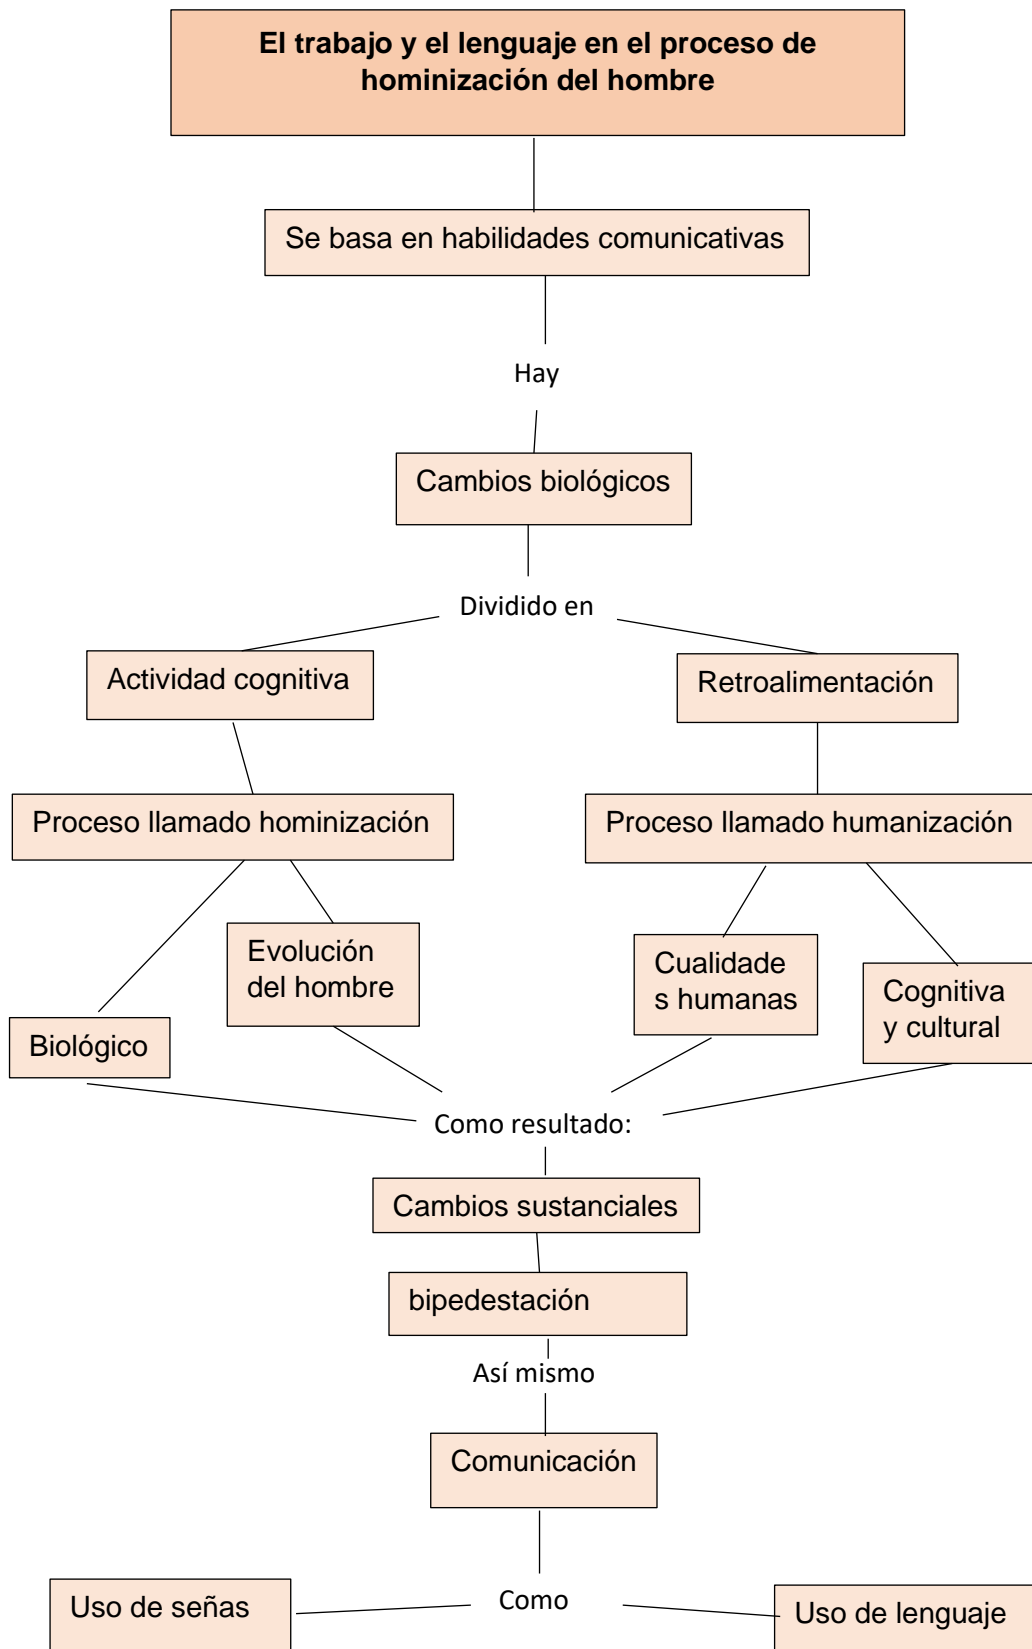 El trabajo y el lenguaje en el proceso de
hominización del hombre
Se basa en habilidades comunicativas
Hay
Cambios biológicos
Dividido en
Actividad cognitiva
Retroalimentación
Proceso llamado hominización
Proceso llamado humanización
Evolución
del hombre
Cualidade
s humanas
Cognitiva
y cultural
Biológico
Como resultado:
Cambios sustanciales
bipedestación
Así mismo
Comunicación
Como
Uso de señas
Uso de lenguaje